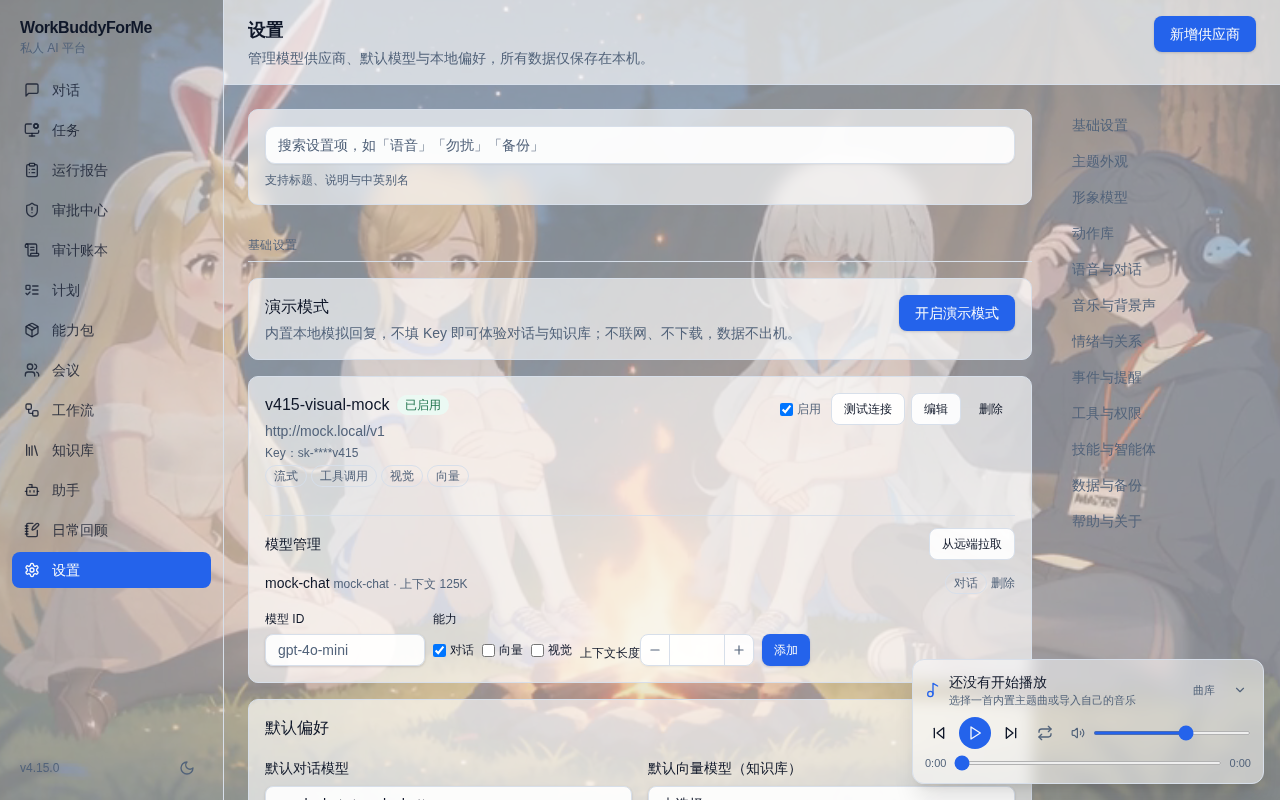 WorkBuddyForMe
私人 AI 平台
对话
任务
运行报告
审批中心
审计账本
计划
能力包
会议
工作流
知识库
助手
日常回顾
设置
v4.15.0
设置
管理模型供应商、默认模型与本地偏好，所有数据仅保存在本机。
新增供应商
搜索设置项，如「语音」「勿扰」「备份」
支持标题、说明与中英别名
基础设置
演示模式
内置本地模拟回复，不填 Key 即可体验对话与知识库；不联网、不下载，数据不出机。
开启演示模式
v415-visual-mock 已启用
启用 测试连接 编辑 删除
http://mock.local/v1
Key：sk-****v415
流式 工具调用 视觉 向量
模型管理
从远端拉取
mock-chat mock-chat · 上下文 125K
对话 删除
模型 ID 能力
gpt-4o-mini 对话 向量 视觉 上下文长度 添加
默认偏好
默认对话模型 默认向量模型（知识库）
基础设置
主题外观
形象模型
动作库
语音与对话
音乐与背景声
情绪与关系
事件与提醒
工具与权限
技能与智能体
数据与备份
帮助与关于
还没有开始播放
选择一首内置主题曲或导入自己的音乐
曲库
0:00 0:00